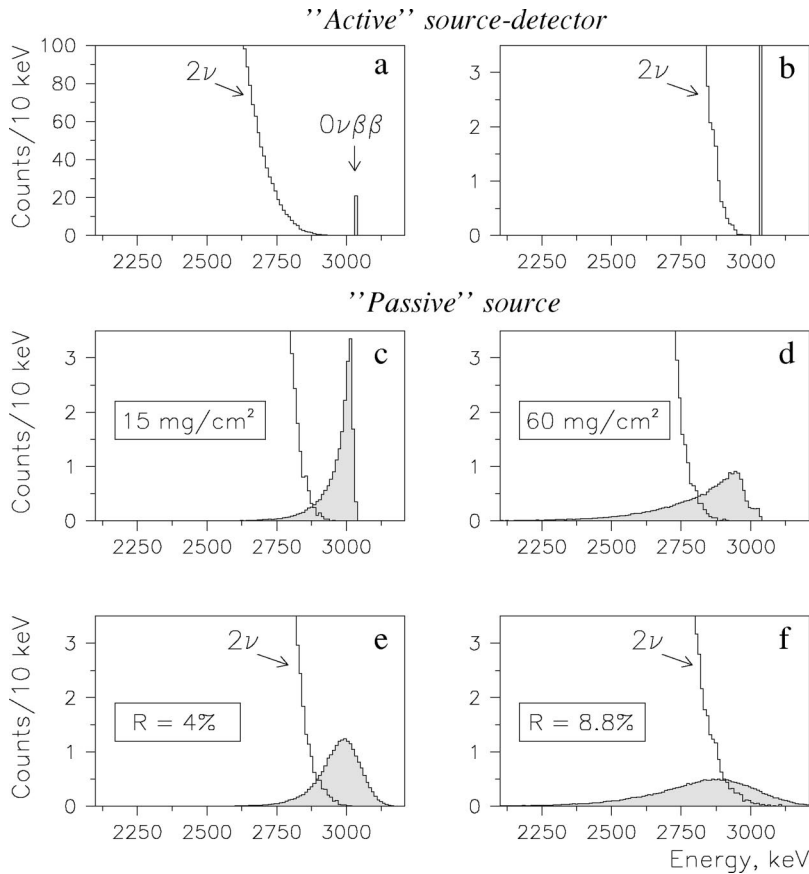 "Active" source-detector
a
b
100
80
60
40
20
0
Counts/10 keV
2ν
0νββ
2250 2500 2750 3000
3
2
1
0
2ν
2250 2500 2750 3000
"Passive" source
c
d
3
2
1
0
Counts/10 keV
15 mg/cm²
2250 2500 2750 3000
3
2
1
0
60 mg/cm²
2250 2500 2750 3000
e
f
3
2
1
0
Counts/10 keV
2ν
R = 4%
2250 2500 2750 3000
3
2
1
0
2ν
R = 8.8%
2250 2500 2750 3000
Energy, keV